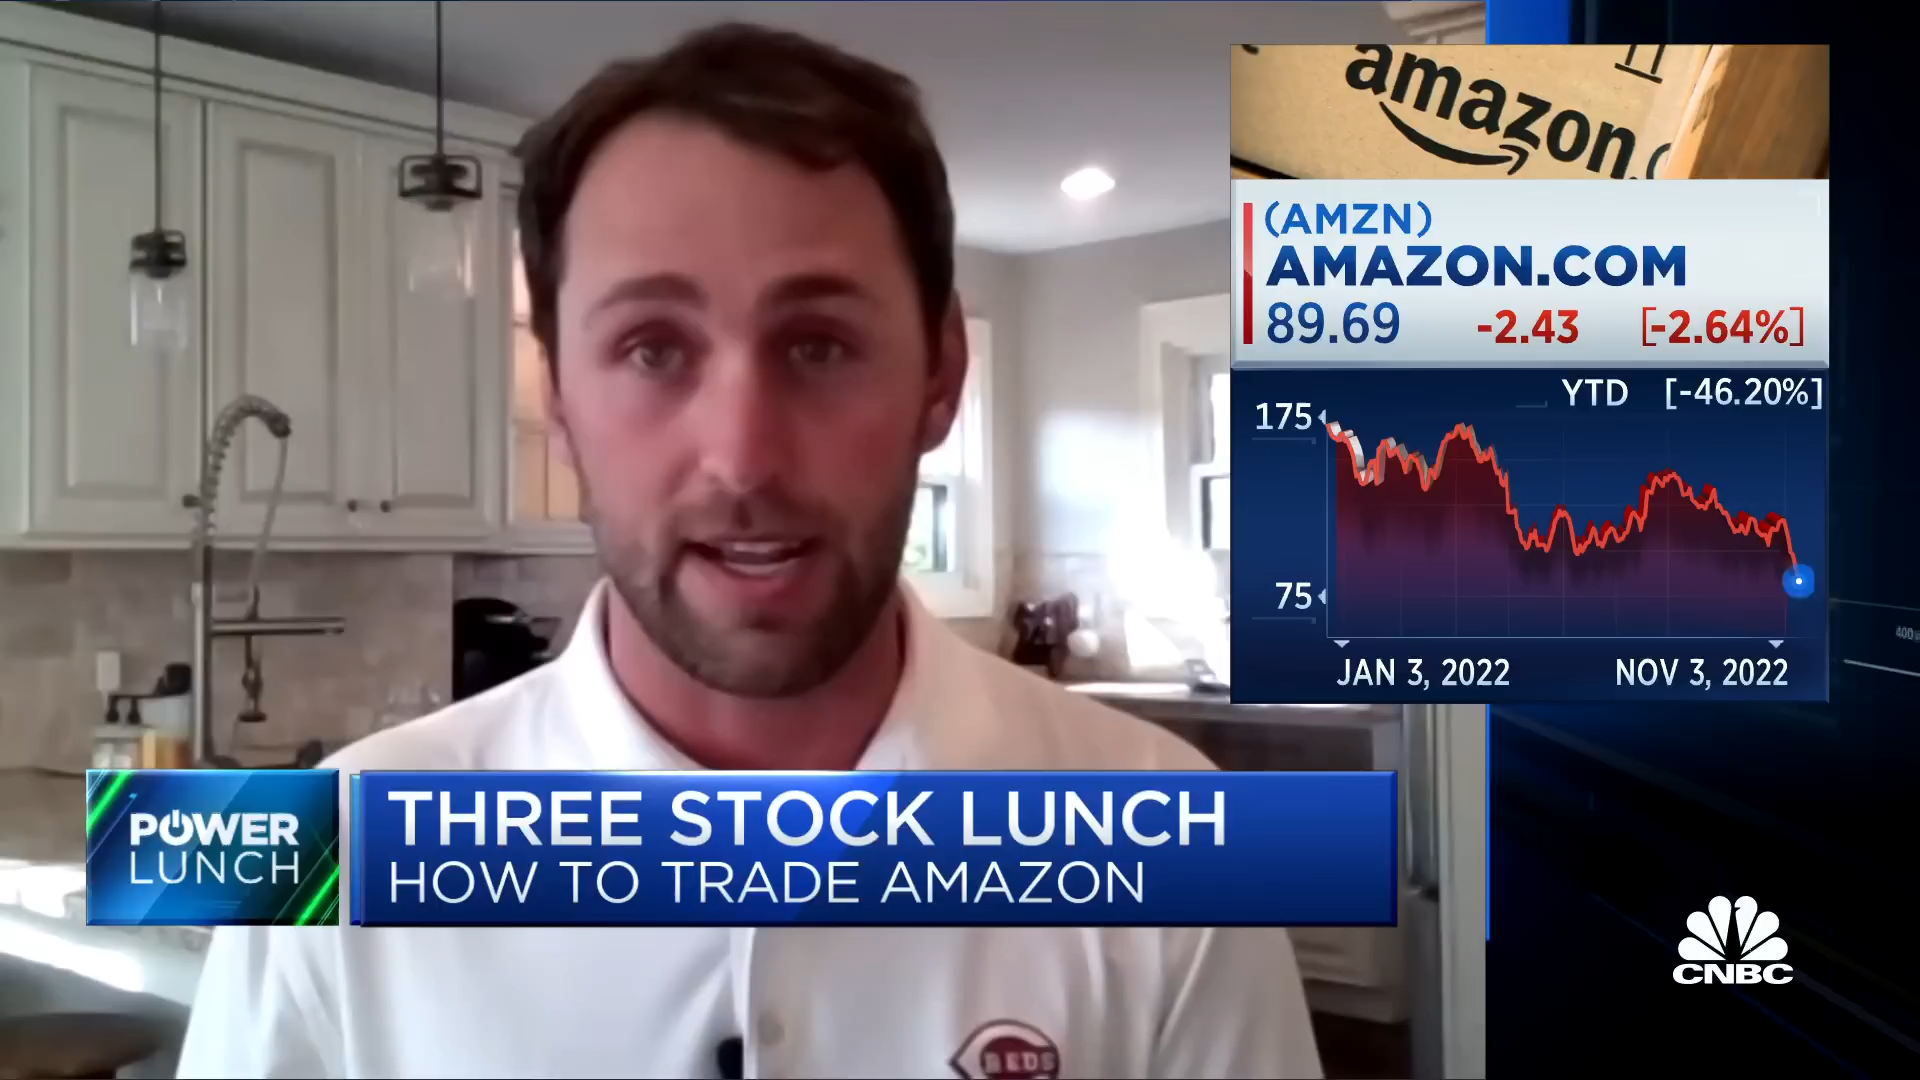 amazon.
(AMZN)
AMAZON.COM
89.69 -2.43 [-2.64%]
YTD [-46.20%]
175
75
JAN 3, 2022 NOV 3, 2022
400
POWER
LUNCH
THREE STOCK LUNCH
HOW TO TRADE AMAZON
CNBC
REDS